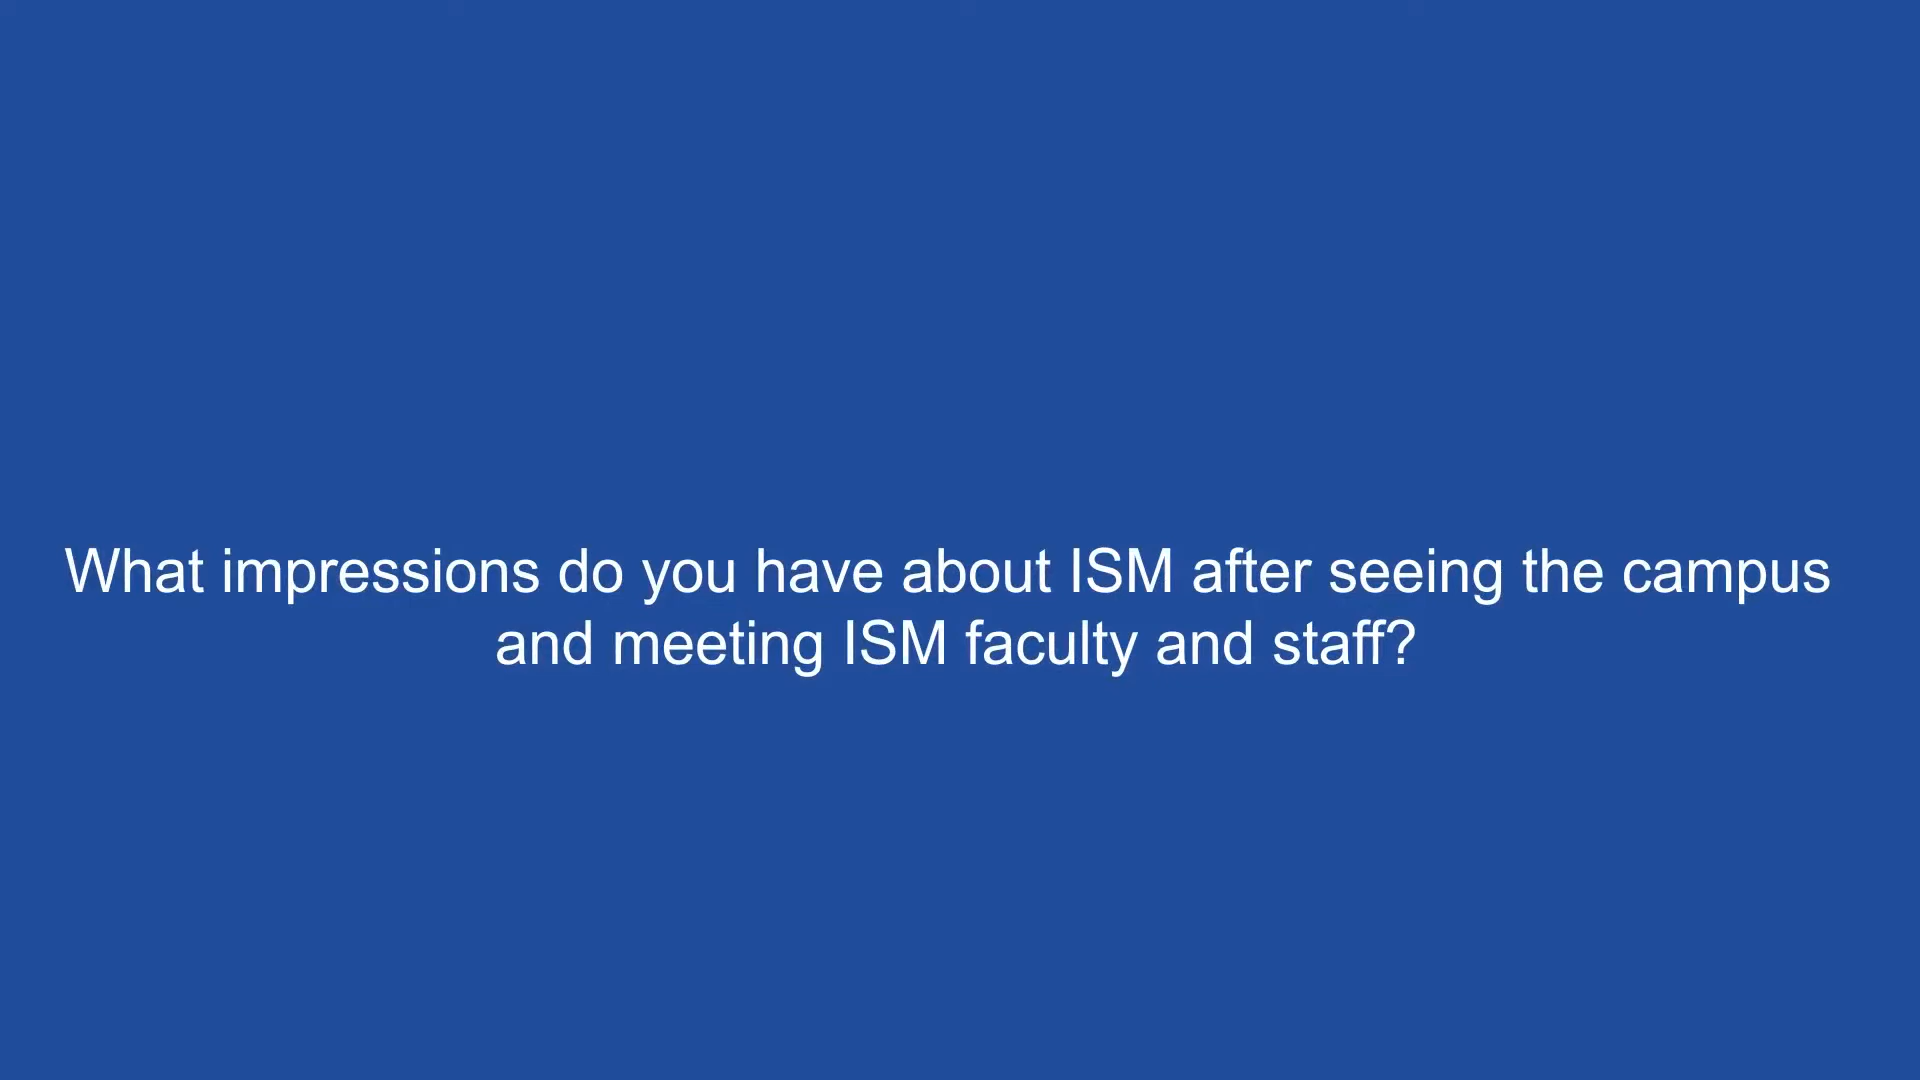 What impressions do you have about ISM after seeing the campus
and meeting ISM faculty and staff?